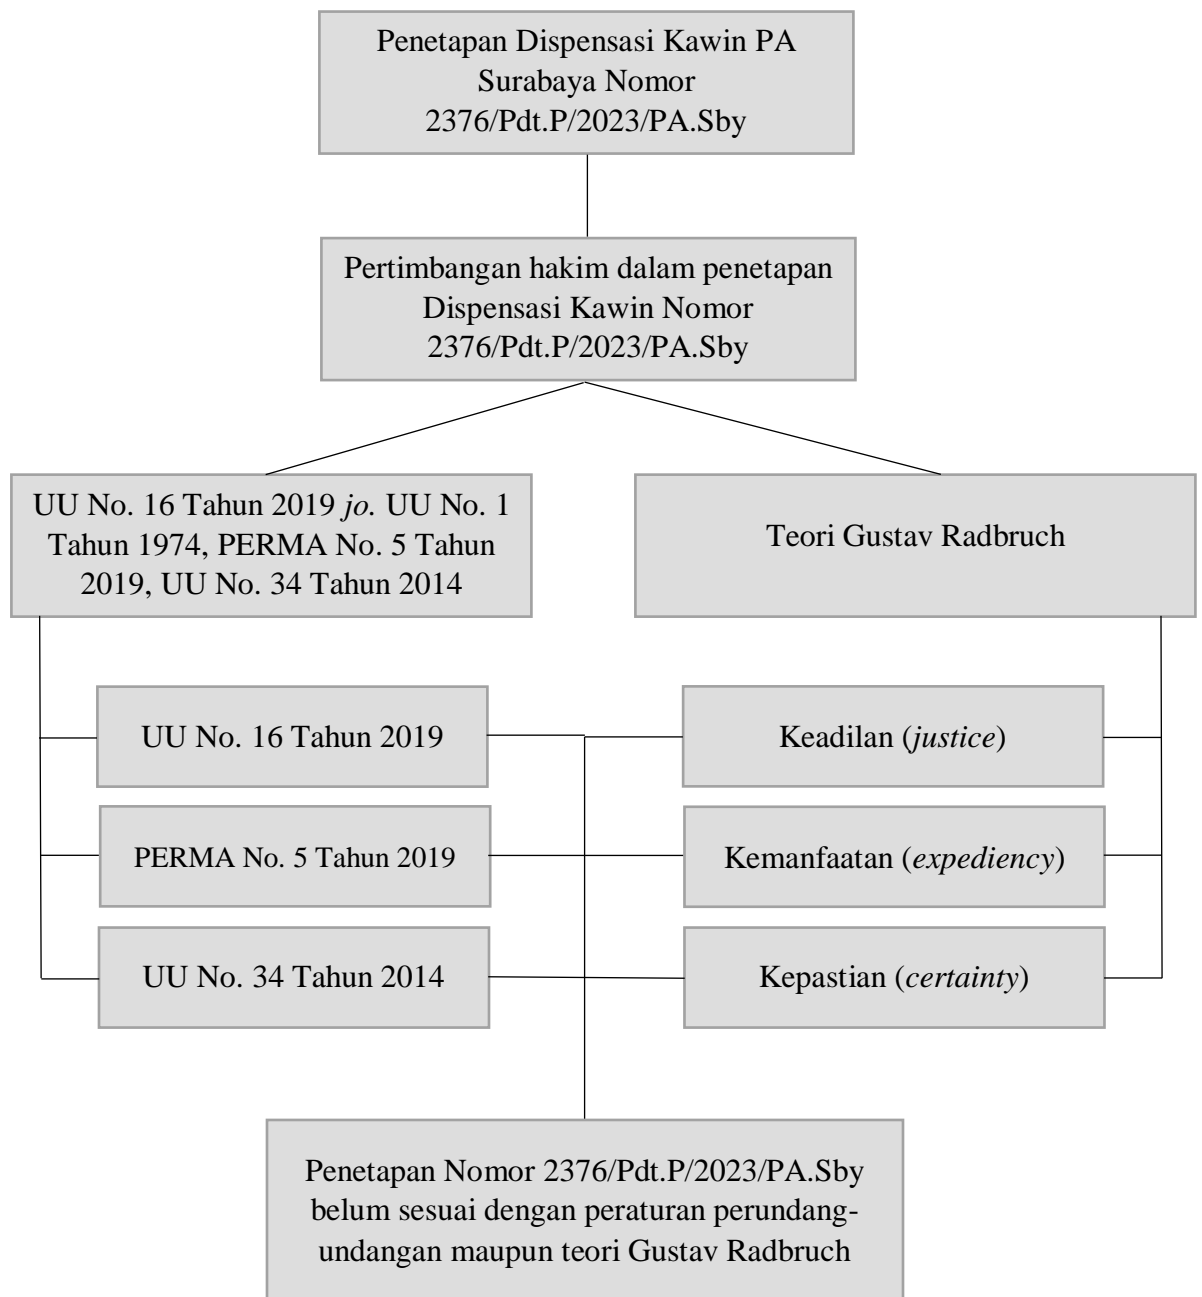 Penetapan Dispensasi Kawin PA
Surabaya Nomor
2376/Pdt.P/2023/PA.Sby
Pertimbangan hakim dalam penetapan
Dispensasi Kawin Nomor
2376/Pdt.P/2023/PA.Sby
UU No. 16 Tahun 2019 jo. UU No. 1
Tahun 1974, PERMA No. 5 Tahun
2019, UU No. 34 Tahun 2014
Teori Gustav Radbruch
UU No. 16 Tahun 2019
Keadilan (justice)
PERMA No. 5 Tahun 2019
Kemanfaatan (expediency)
UU No. 34 Tahun 2014
Kepastian (certainty)
Penetapan Nomor 2376/Pdt.P/2023/PA.Sby
belum sesuai dengan peraturan perundang-
undangan maupun teori Gustav Radbruch